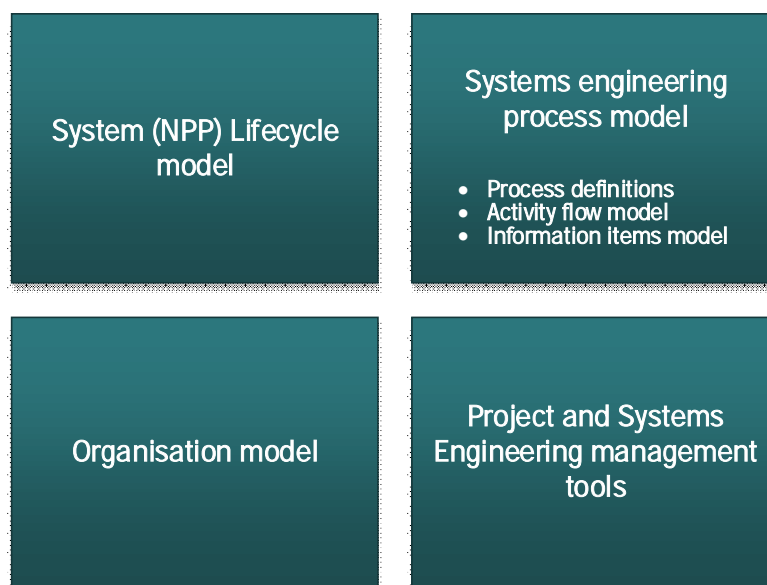 System (NPP) Lifecycle
model
Systems engineering
process model
• Process definitions
• Activity flow model
• Information items model
Organisation model
Project and Systems
Engineering management
tools